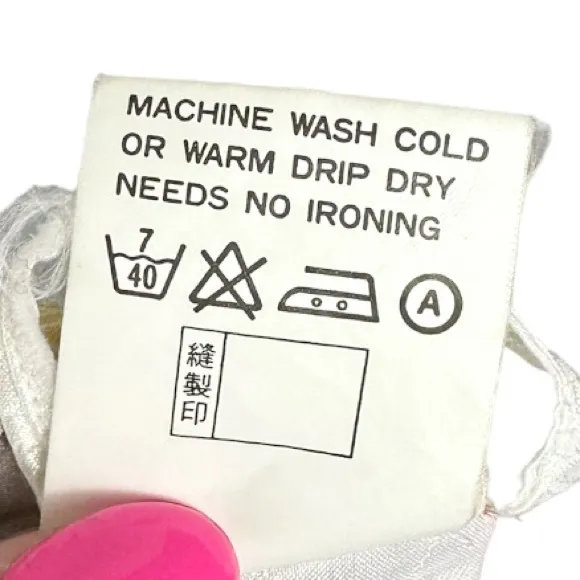 MACHINE WASH COLD
OR WARM DRIP DRY
NEEDS NO IRONING
7
40
A
縫製印